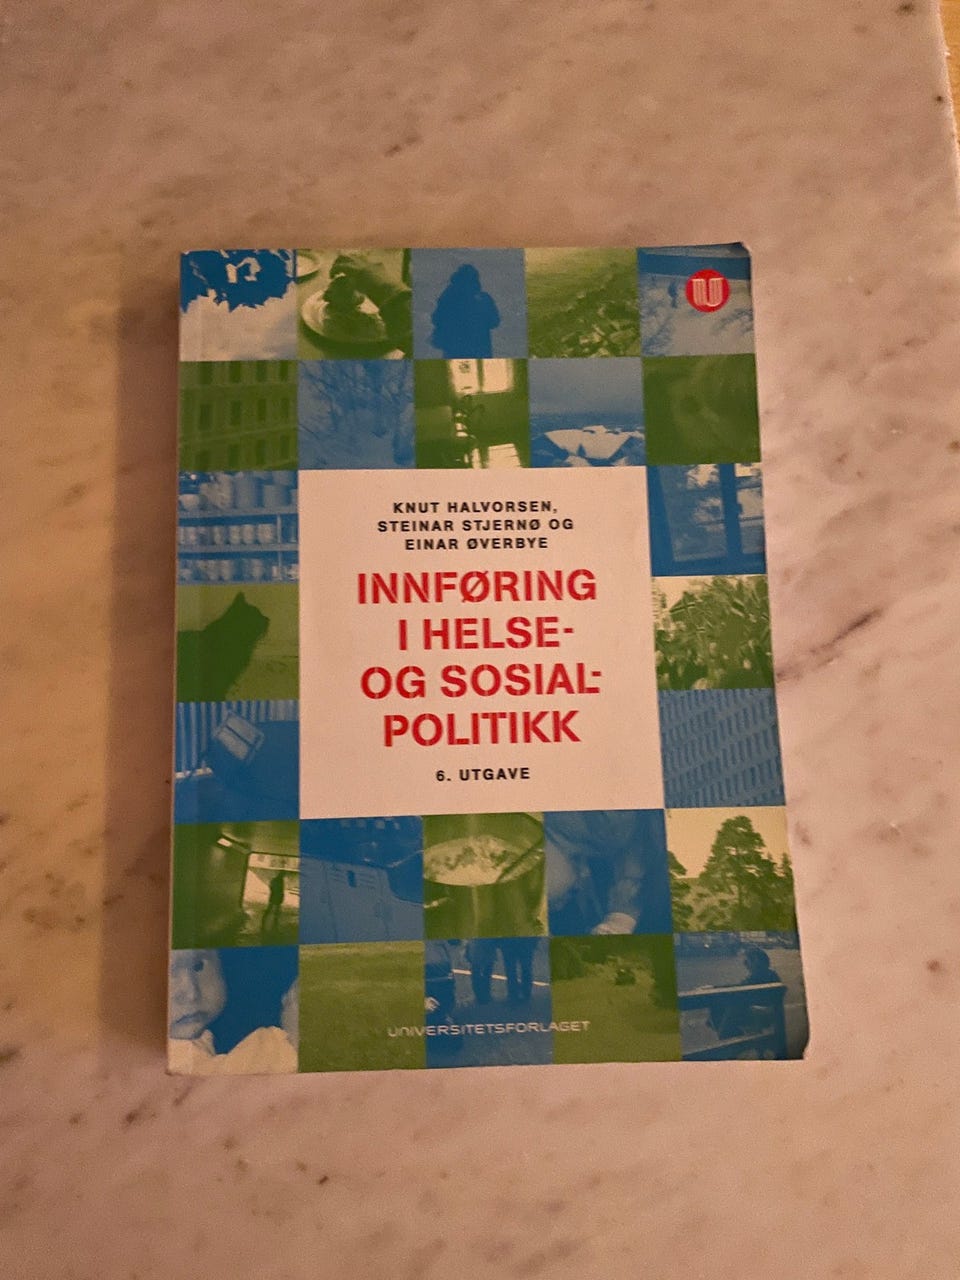 KNUT HALVORSEN,
STEINAR STJERNØ OG
EINAR ØVERBYE
INNFØRING
I HELSE-
OG SOSIAL-
POLITIKK
6. UTGAVE
UNIVERSITETSFORLAGET